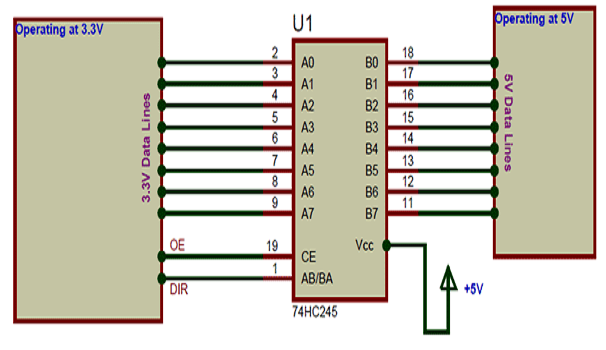 Operating at 3.3V
U1
Operating at 5V
2 A0 B0 18
3 A1 B1 17
4 A2 B2 16
5 A3 B3 15
6 A4 B4 14
7 A5 B5 13
8 A6 B6 12
9 A7 B7 11
3.3V Data Lines
5V Data Lines
OE 19 CE Vcc
DIR 1 AB/BA
+5V
74HC245